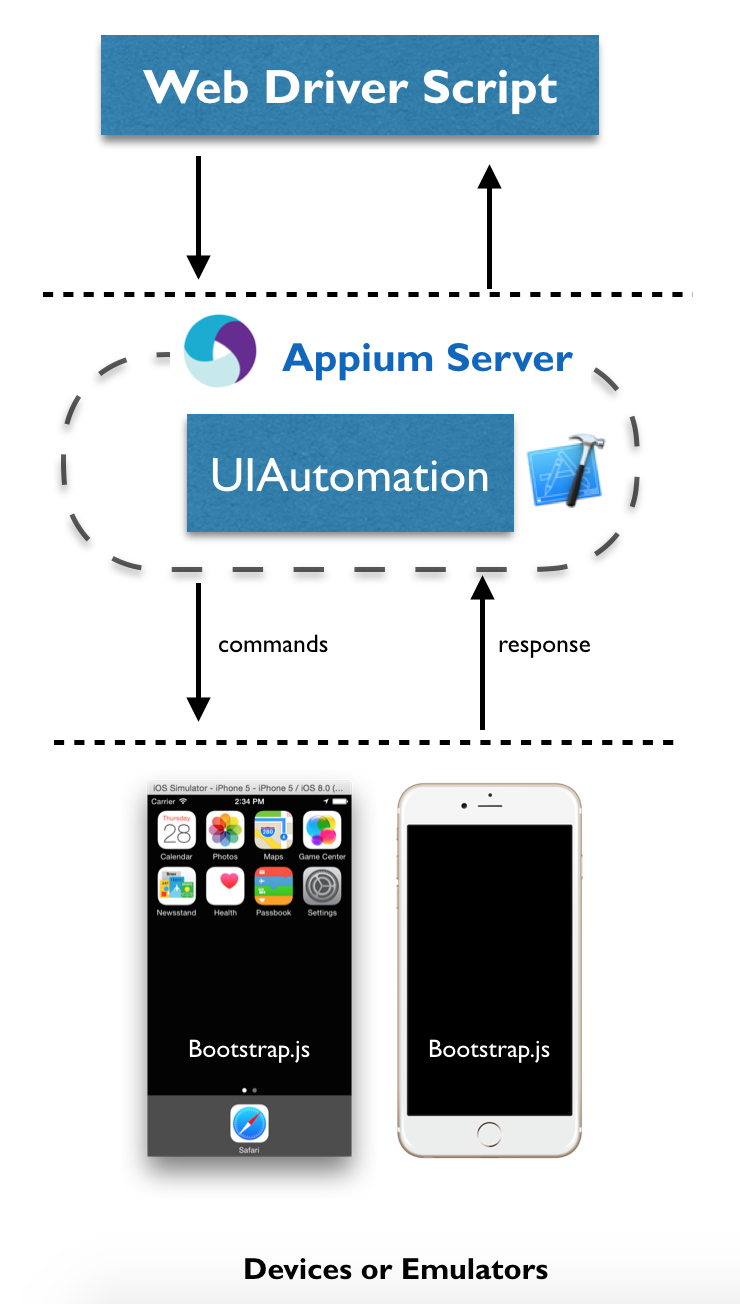 Web Driver Script
Appium Server
UIAutomation
commands
response
iOS Simulator - iPhone 5 - iPhone 5 / iOS 8.0 (...
Carrier
2:34 PM
Thursday
28
280
Calendar
Photos
Maps
Game Center
News
Newsstand
Health
Passbook
Settings
Bootstrap.js
Bootstrap.js
Safari
Devices or Emulators